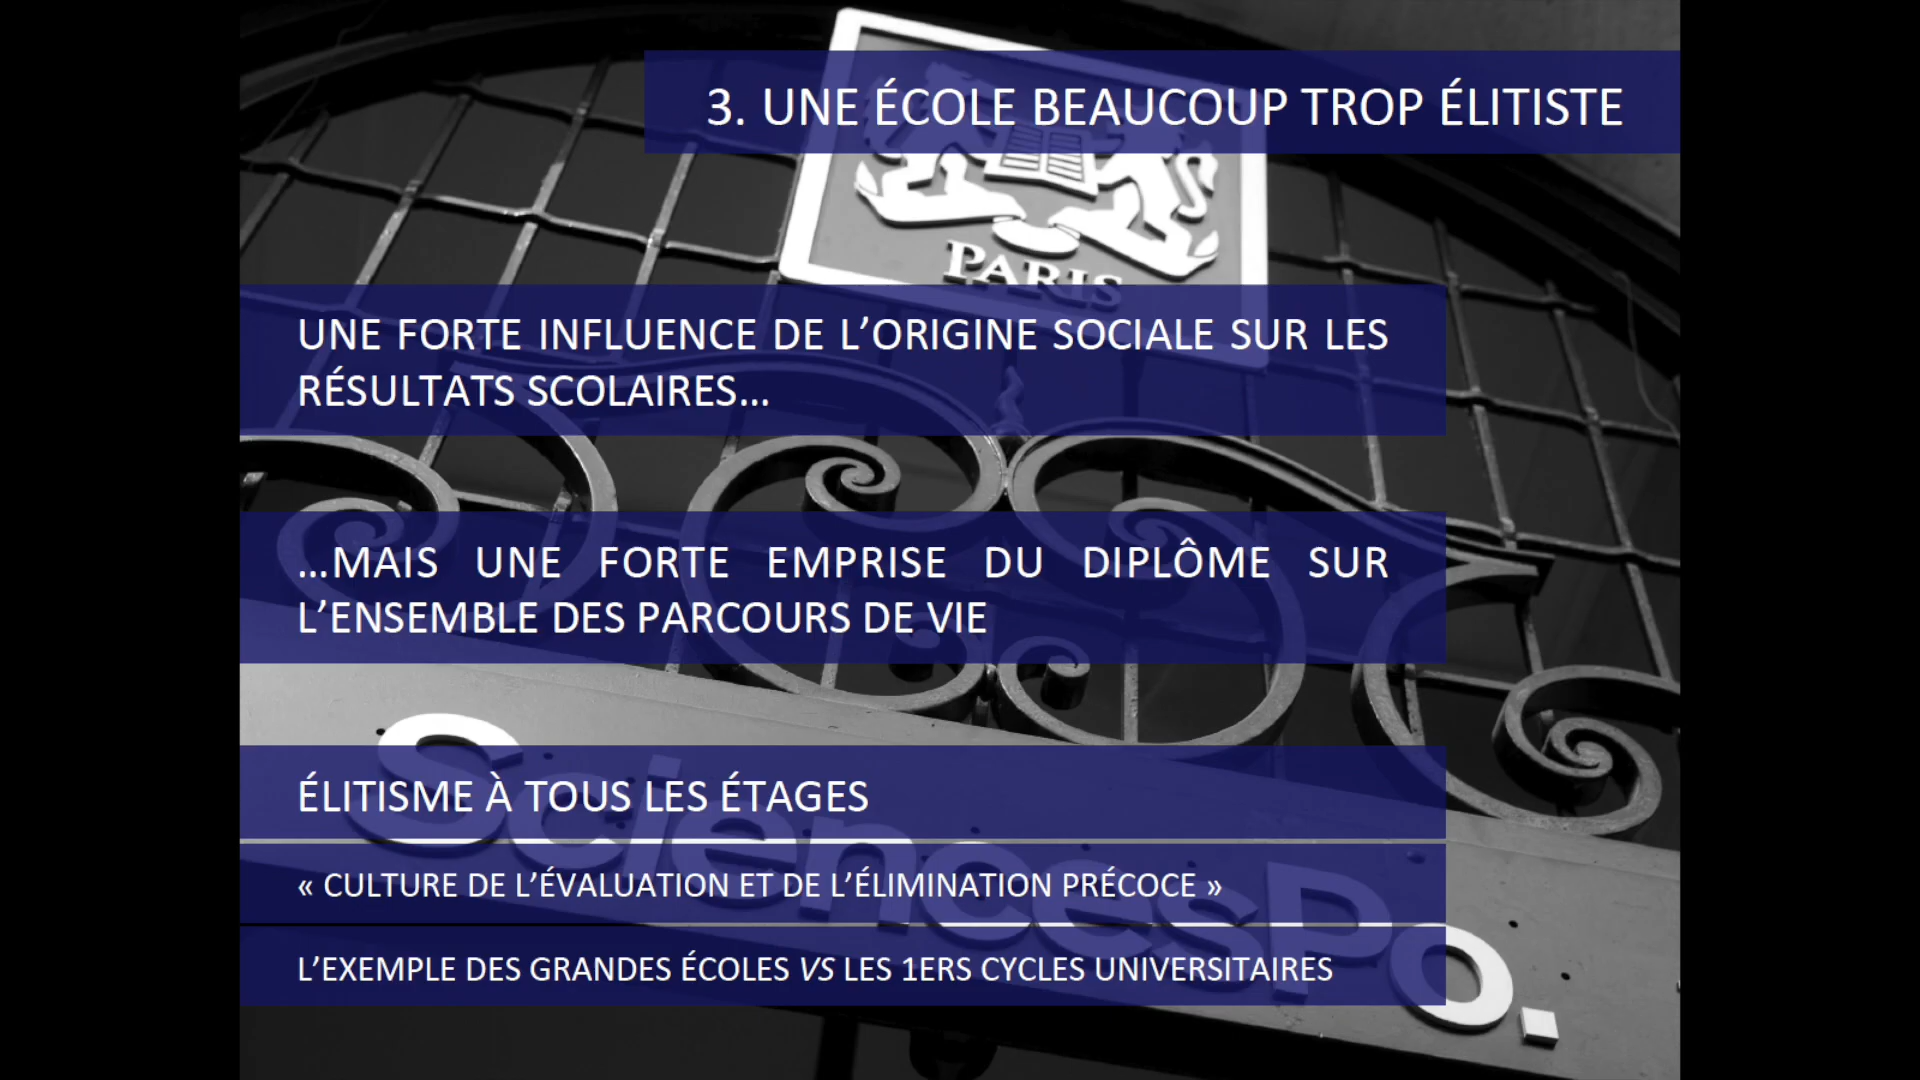 3. UNE ÉCOLE BEAUCOUP TROP ÉLITISTE
PARIS
UNE FORTE INFLUENCE DE L’ORIGINE SOCIALE SUR LES
RÉSULTATS SCOLAIRES…
…MAIS UNE FORTE EMPRISE DU DIPLÔME SUR
L’ENSEMBLE DES PARCOURS DE VIE
ÉLITISME À TOUS LES ÉTAGES
« CULTURE DE L’ÉVALUATION ET DE L’ÉLIMINATION PRÉCOCE »
L’EXEMPLE DES GRANDES ÉCOLES VS LES 1ERS CYCLES UNIVERSITAIRES
SciencesPo.